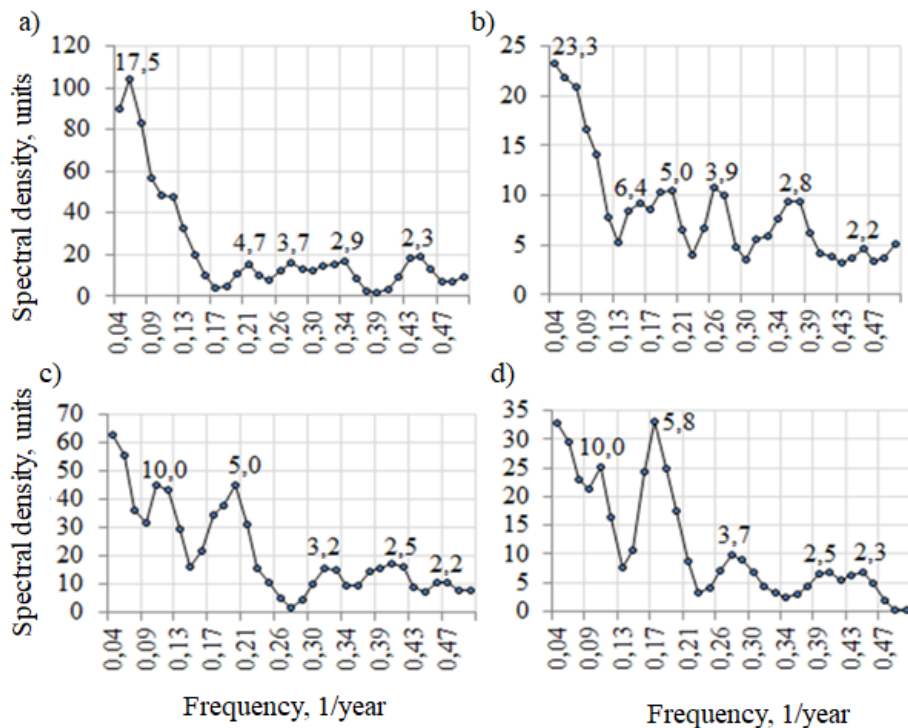 a)
Spectral density, units
120
100
80
60
40
20
0
17,5
4,7 3,7 2,9 2,3
0,04 0,09 0,13 0,17 0,21 0,26 0,30 0,34 0,39 0,43 0,47
b)
25
20
15
10
5
0
23,3
6,4 5,0 3,9 2,8 2,2
0,04 0,09 0,13 0,17 0,21 0,26 0,30 0,34 0,39 0,43 0,47
c)
Spectral density, units
70
60
50
40
30
20
10
0
10,0 5,0 3,2 2,5 2,2
0,04 0,09 0,13 0,17 0,21 0,26 0,30 0,34 0,39 0,43 0,47
Frequency, 1/year
d)
35
30
25
20
15
10
5
0
10,0 5,8 3,7 2,5 2,3
0,04 0,09 0,13 0,17 0,21 0,26 0,30 0,34 0,39 0,43 0,47
Frequency, 1/year